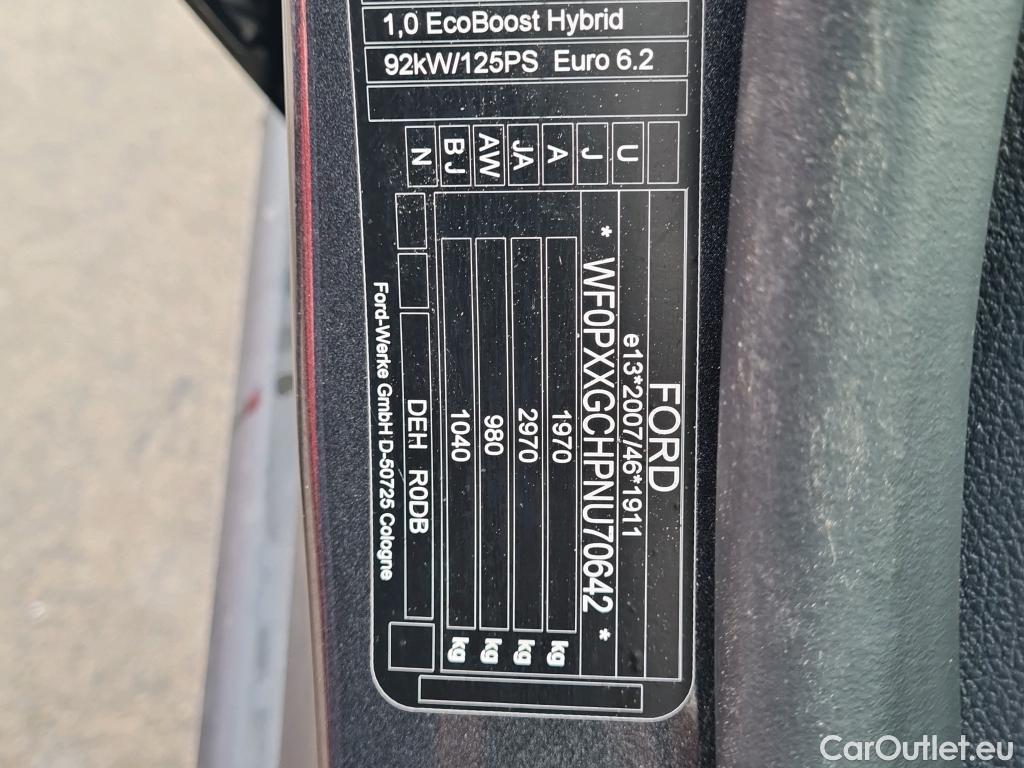 1,0 EcoBoost Hybrid
92kW/125PS Euro 6.2
FORD
U e13*2007/46*1911
J * WF0PXXGCHPNU70642 *
A 1970 kg
JA 2970 kg
AW 980 kg
BJ 1040 kg
N DEH R0DB
Ford-Werke GmbH D-50725 Cologne
CarOutlet.eu